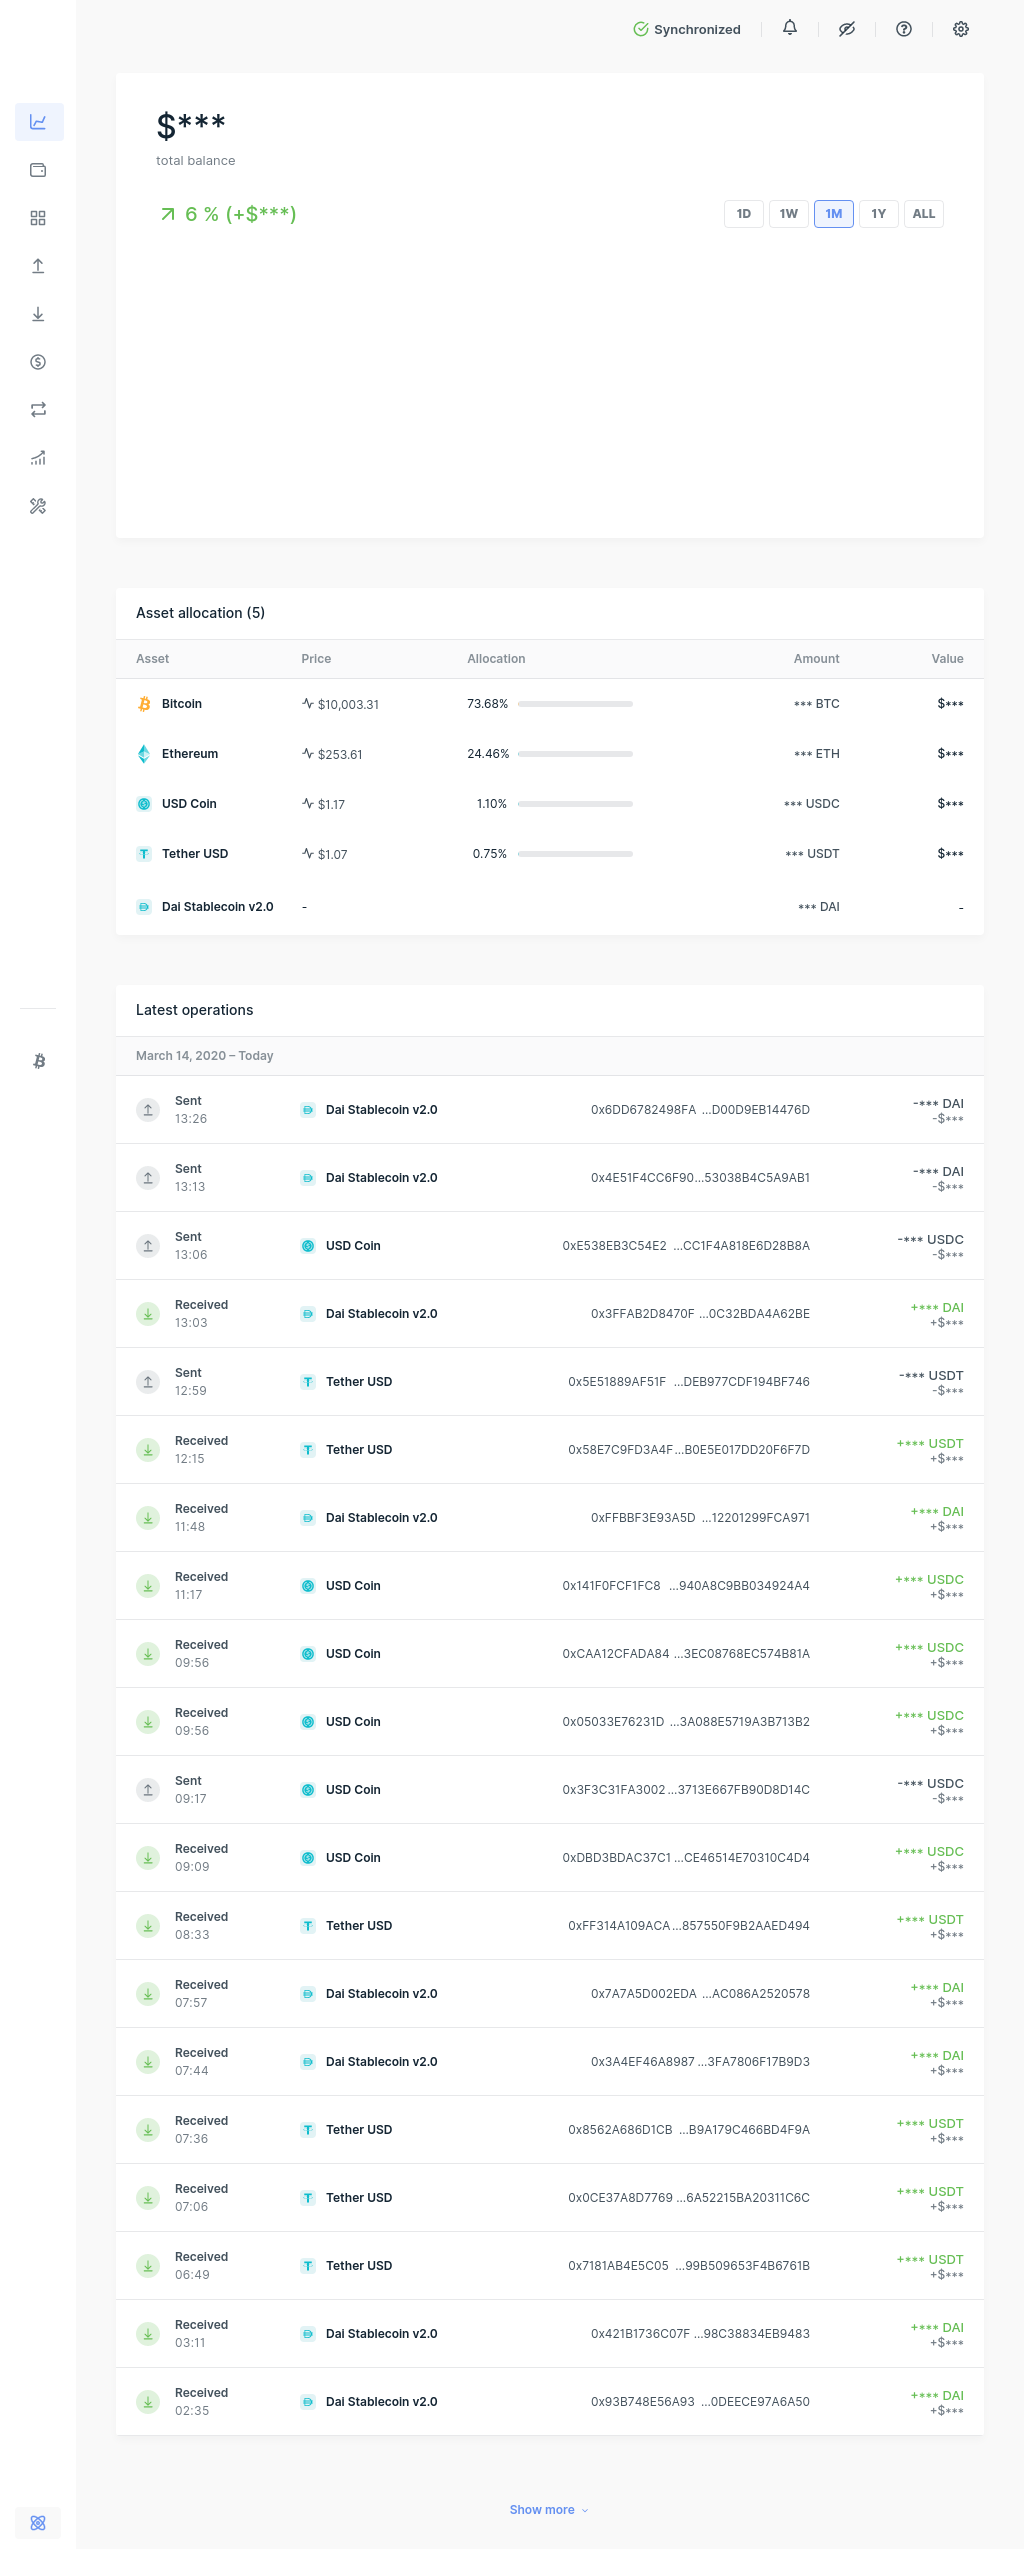 Synchronized
$***
total balance
6 % (+$***)
1D 1W 1M 1Y ALL
Asset allocation (5)
Asset Price Allocation Amount Value
Bitcoin $10,003.31 73.68% *** BTC $***
Ethereum $253.61 24.46% *** ETH $***
USD Coin $1.17 1.10% *** USDC $***
Tether USD $1.07 0.75% *** USDT $***
Dai Stablecoin v2.0 - *** DAI -
Latest operations
March 14, 2020 – Today
Sent Dai Stablecoin v2.0 0x6DD6782498FA ...D00D9EB14476D -*** DAI
13:26 -$***
Sent Dai Stablecoin v2.0 0x4E51F4CC6F90...53038B4C5A9AB1 -*** DAI
13:13 -$***
Sent USD Coin 0xE538EB3C54E2 ...CC1F4A818E6D28B8A -*** USDC
13:06 -$***
Received Dai Stablecoin v2.0 0x3FFAB2D8470F ...0C32BDA4A62BE +*** DAI
13:03 +$***
Sent Tether USD 0x5E51889AF51F ...DEB977CDF194BF746 -*** USDT
12:59 -$***
Received Tether USD 0x58E7C9FD3A4F...B0E5E017DD20F6F7D +*** USDT
12:15 +$***
Received Dai Stablecoin v2.0 0xFFBBF3E93A5D ...12201299FCA971 +*** DAI
11:48 +$***
Received USD Coin 0x141F0FCF1FC8 ...940A8C9BB034924A4 +*** USDC
11:17 +$***
Received USD Coin 0xCAA12CFADA84 ...3EC08768EC574B81A +*** USDC
09:56 +$***
Received USD Coin 0x05033E76231D ...3A088E5719A3B713B2 +*** USDC
09:56 +$***
Sent USD Coin 0x3F3C31FA3002 ...3713E667FB90D8D14C -*** USDC
09:17 -$***
Received USD Coin 0xDBD3BDAC37C1 ...CE46514E70310C4D4 +*** USDC
09:09 +$***
Received Tether USD 0xFF314A109ACA ...857550F9B2AAED494 +*** USDT
08:33 +$***
Received Dai Stablecoin v2.0 0x7A7A5D002EDA ...AC086A2520578 +*** DAI
07:57 +$***
Received Dai Stablecoin v2.0 0x3A4EF46A8987 ...3FA7806F17B9D3 +*** DAI
07:44 +$***
Received Tether USD 0x8562A686D1CB ...B9A179C466BD4F9A +*** USDT
07:36 +$***
Received Tether USD 0x0CE37A8D7769 ...6A52215BA20311C6C +*** USDT
07:06 +$***
Received Tether USD 0x7181AB4E5C05 ...99B509653F4B6761B +*** USDT
06:49 +$***
Received Dai Stablecoin v2.0 0x421B1736C07F ...98C38834EB9483 +*** DAI
03:11 +$***
Received Dai Stablecoin v2.0 0x93B748E56A93 ...0DEECE97A6A50 +*** DAI
02:35 +$***
Show more